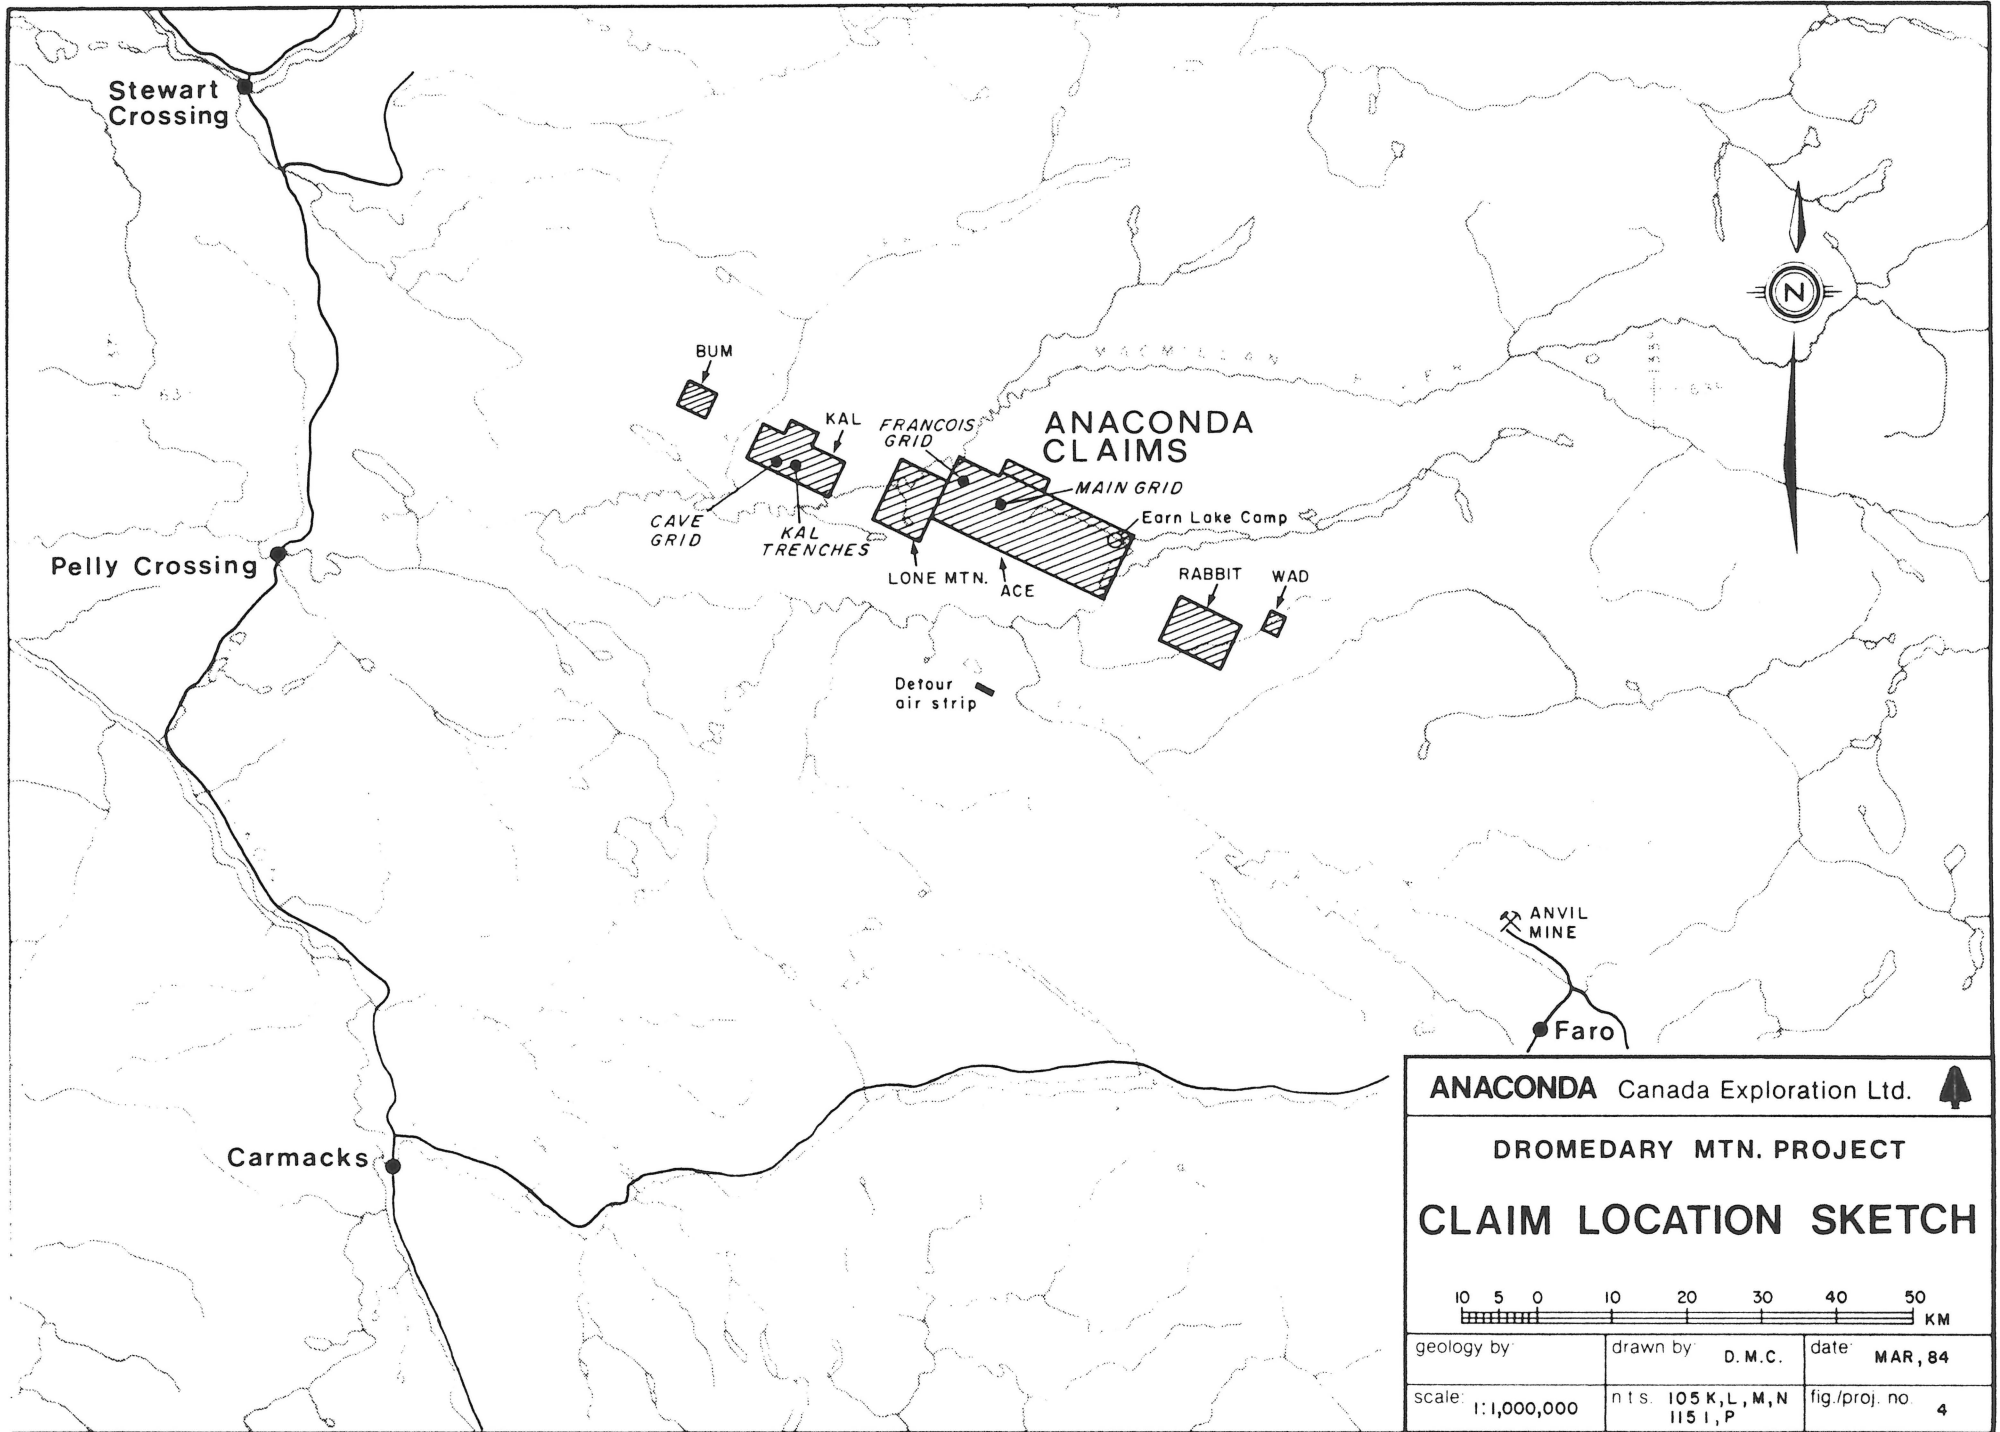 Stewart
Crossing
BUM
KAL
FRANCOIS
GRID
MACMILLAN
ANACONDA
CLAIMS
MAIN GRID
CAVE
GRID
KAL
TRENCHES
Earn Lake Camp
Pelly Crossing
LONE MTN.
ACE
RABBIT
WAD
Detour
air strip
N
ANVIL
MINE
Faro
Carmacks
ANACONDA Canada Exploration Ltd.
DROMEDARY MTN. PROJECT
CLAIM LOCATION SKETCH
10 5 0 10 20 30 40 50
KM
geology by:
drawn by: D.M.C.
date: MAR, 84
scale: 1:1,000,000
n t s. 105 K, L, M, N
115 I, P
fig./proj. no. 4